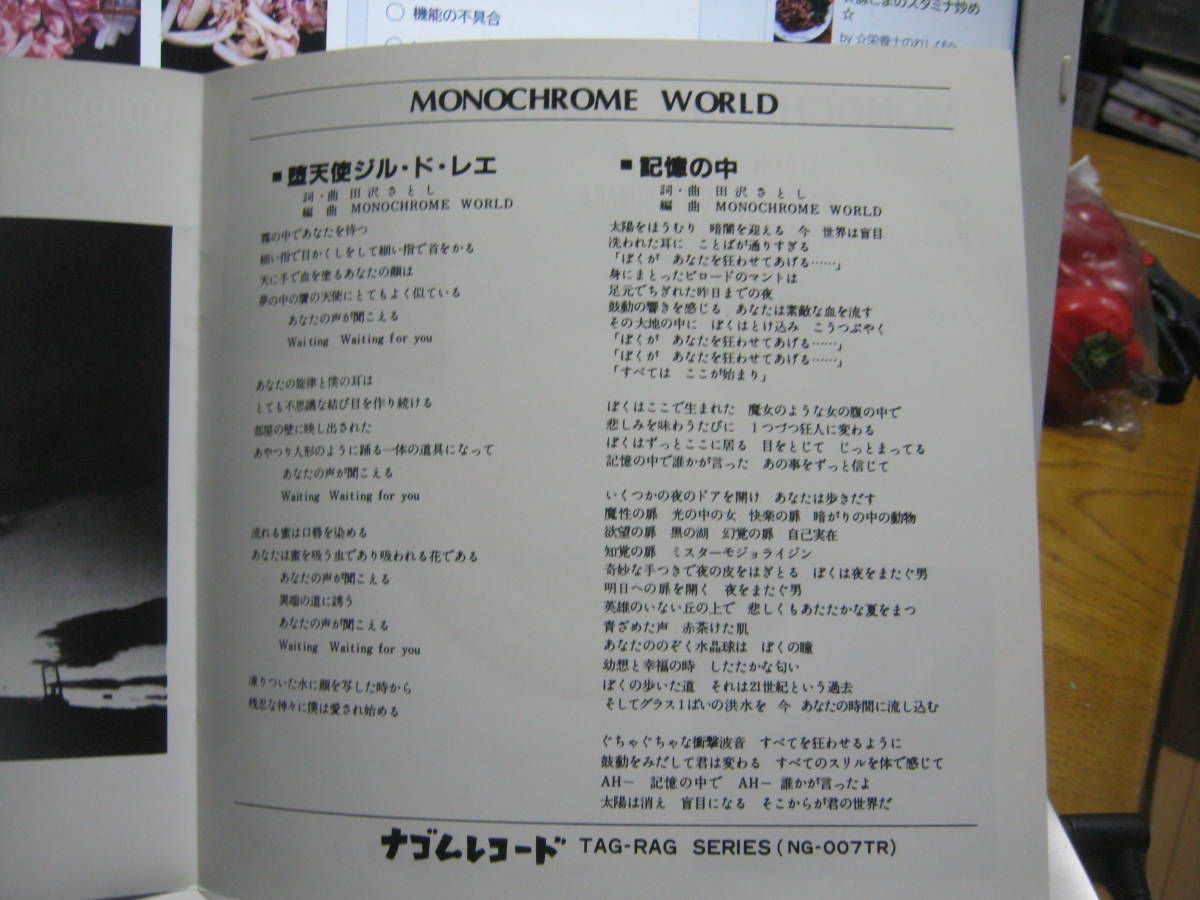 機能の不具合
炒め
☆
by ☆栄養士のれしぴ☆
MONOCHROME WORLD
■堕天使ジル・ド・レエ
詞・曲 田沢さとし
編 曲 MONOCHROME WORLD
霧の中であなたを待つ
細い指で目かくしをして細い指で首をかる
天に手で血を塗るあなたの顔は
夢の中の贋の天使にとてもよく似ている
あなたの声が聞こえる
Waiting Waiting for you
あなたの旋律と僕の耳は
とても不思議な結び目を作り続ける
部屋の壁に映し出された
あやつり人形のように踊る一体の道具になって
あなたの声が聞こえる
Waiting Waiting for you
流れる蜜は口唇を染める
あなたは蜜を吸う虫であり吸われる花である
あなたの声が聞こえる
異端の道に誘う
あなたの声が聞こえる
Waiting Waiting for you
凍りついた水に顔を写した時から
残忍な神々に僕は愛され始める
■記憶の中
詞・曲 田沢さとし
編 曲 MONOCHROME WORLD
太陽をほうむり 暗闇を迎える 今 世界は盲目
洗われた耳に ことばが通りすぎる
「ぼくが あなたを狂わせてあげる……」
身にまとったビロードのマントは
足元でちぎれた昨日までの夜
鼓動の響きを感じる あなたは素敵な血を流す
その大地の中に ぼくはとけ込み こうつぶやく
「ぼくが あなたを狂わせてあげる……」
「ぼくが あなたを狂わせてあげる……」
「すべては ここが始まり」
ぼくはここで生まれた 魔女のような女の腹の中で
悲しみを味わうたびに 1つづつ狂人に変わる
ぼくはずっとここに居る 目をとじて じっとまってる
記憶の中で誰かが言った あの事をずっと信じて
いくつかの夜のドアを開け あなたは歩きだす
魔性の扉 光の中の女 快楽の扉 暗がりの中の動物
欲望の扉 黒の湖 幻覚の扉 自己実在
知覚の扉 ミスターモジョライジン
奇妙な手つきで夜の皮をはぎとる ぼくは夜をまたぐ男
明日への扉を開く 夜をまたぐ男
英雄のいない丘の上で 悲しくもあたたかな夏をまつ
青ざめた声 赤茶けた肌
あなたののぞく水晶球は ぼくの瞳
幼想と幸福の時 したたかな匂い
ぼくの歩いた道 それは21世紀という過去
そしてグラス1ぱいの洪水を 今 あなたの時間に流し込む
ぐちゃぐちゃな衝撃波音 すべてを狂わせるように
鼓動をみだして君は変わる すべてのスリルを体で感じて
AH− 記憶の中で AH− 誰かが言ったよ
太陽は消え 盲目になる そこからが君の世界だ
ナゴムレコード TAG-RAG SERIES (NG-007TR)